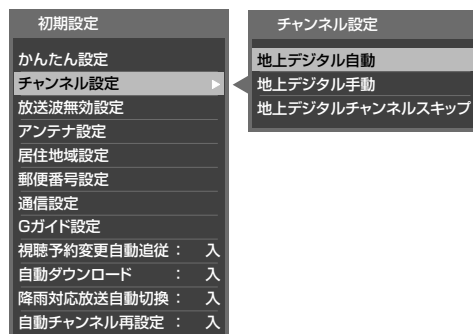 初期設定
かんたん設定
チャンネル設定
放送波無効設定
アンテナ設定
居住地域設定
郵便番号設定
通信設定
Gガイド設定
視聴予約変更自動追従： 入
自動ダウンロード ： 入
降雨対応放送自動切換： 入
自動チャンネル再設定 ： 入
チャンネル設定
地上デジタル自動
地上デジタル手動
地上デジタルチャンネルスキップ